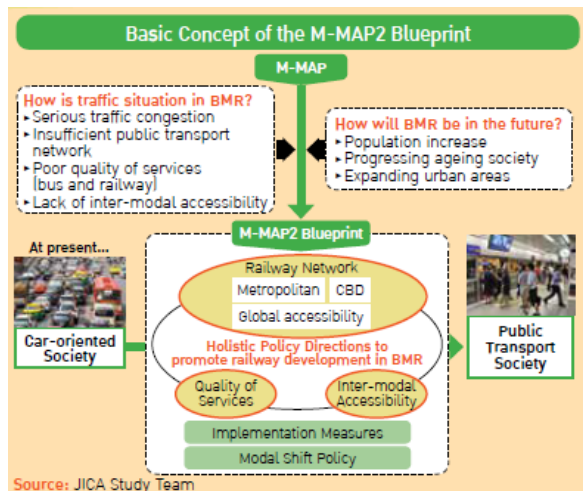 Basic Concept of the M-MAP2 Blueprint
M-MAP
How is traffic situation in BMR?
▸Serious traffic congestion
▸Insufficient public transport
network
▸Poor quality of services
(bus and railway)
▸Lack of inter-modal accessibility
How will BMR be in the future?
▸Population increase
▸Progressing ageing society
▸Expanding urban areas
M-MAP2 Blueprint
At present...
Car-oriented
Society
Railway Network
Metropolitan
CBD
Global accessibility
Holistic Policy Directions to
promote railway development in BMR
Quality of
Services
Inter-modal
Accessibility
Implementation Measures
Modal Shift Policy
Public
Transport
Society
Source: JICA Study Team